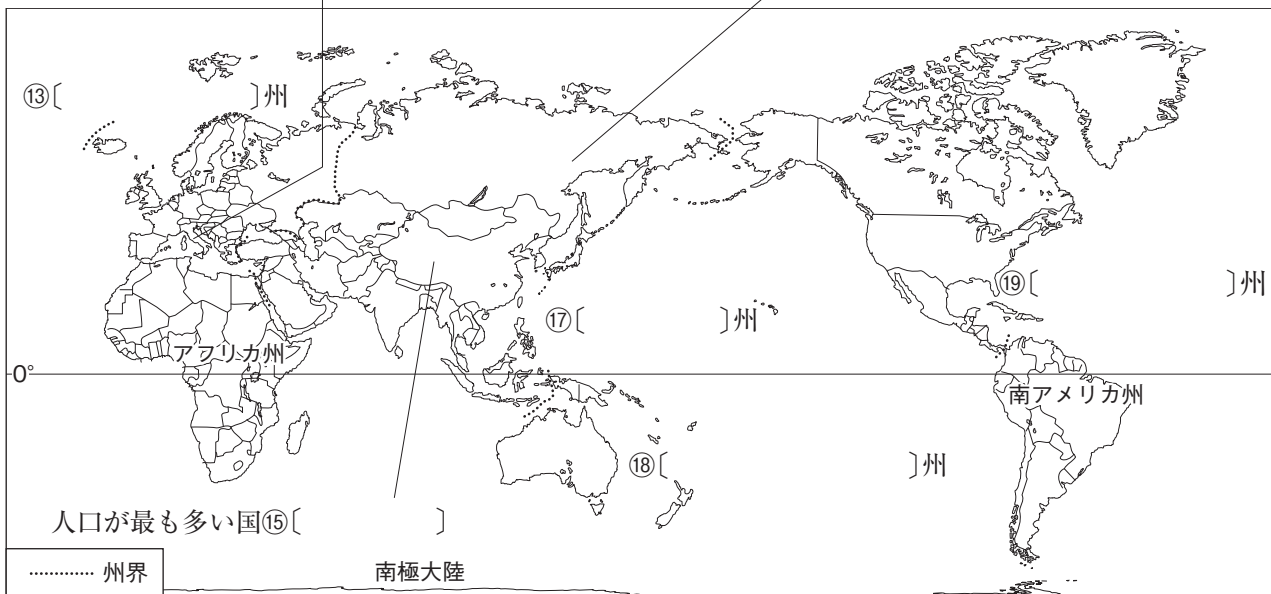 ⑬〔　　　　　　　〕州
⑲〔　　　　　　　〕州
⑰〔　　　　　　　〕州
アフリカ州
0°
南アメリカ州
⑱〔　　　　　　　〕州
人口が最も多い国⑮〔　　　　　　　〕
………… 州界
南極大陸